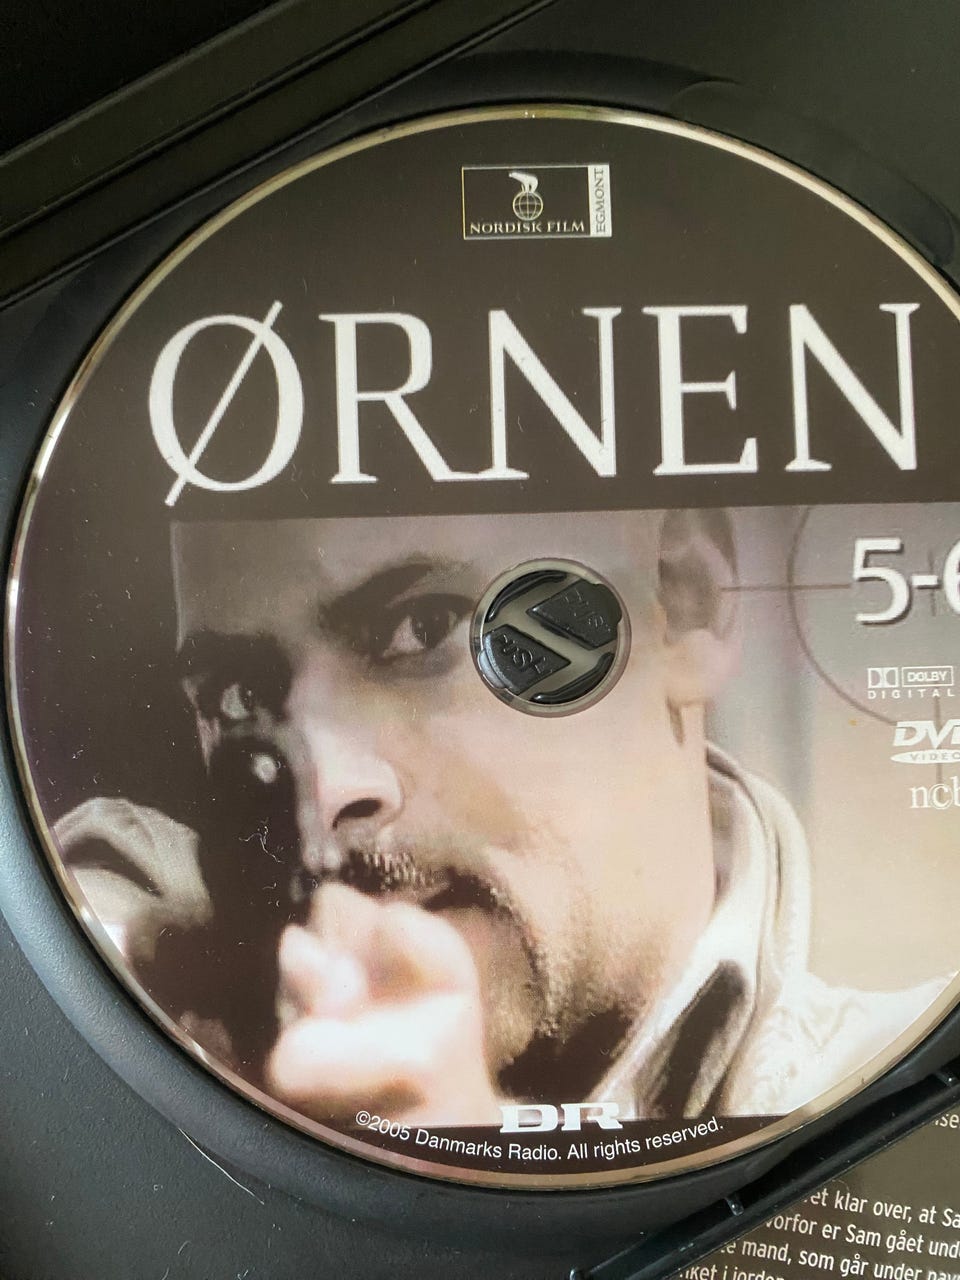 NORDISK FILM
EGMONT
ØRNEN
5-6
PUSH
PUSH
DOLBY
DIGITAL
DVD
VIDEO
ncb
DR
©2005 Danmarks Radio. All rights reserved.
et klar over, at Sa
vorfor er Sam gået und
mand, som går under